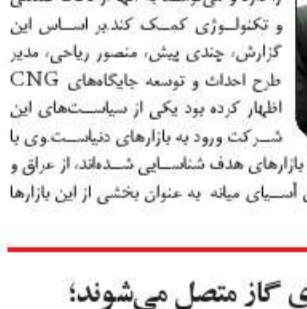 و تکنولوژی کمک کند.بر اساس این
گزارش، چندی پیش، منصور ریاحی، مدیر
طرح احداث و توسعه جایگاه‌های CNG
اظهار کرده بود یکی از سیاست‌های این
شرکت ورود به بازارهای دنیاست.وی با
بازارهای هدف شناسایی شده‌اند، از عراق و
آسیای میانه به عنوان بخشی از این بازارها
گاز متصل می‌شوند؛